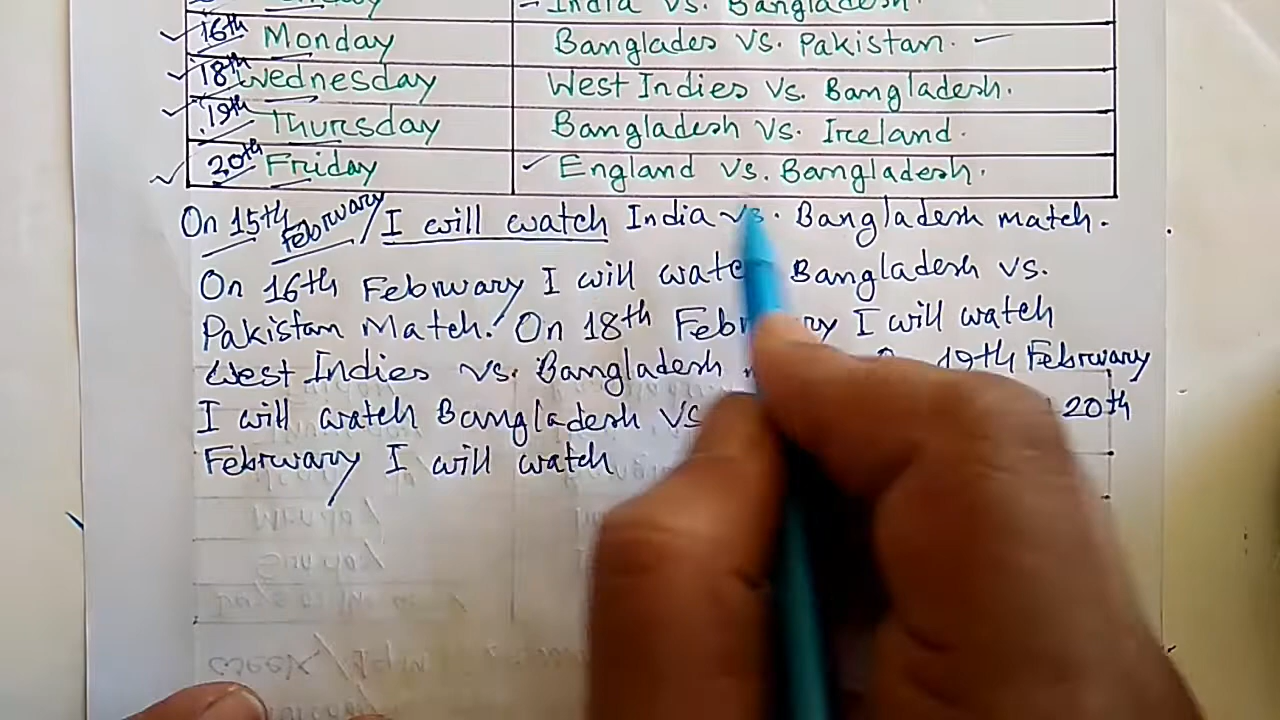 India vs. Bangladesh.
16th Monday Banglades vs. Pakistan.
18th Wednesday West Indies vs. Bangladesh.
19th Thursday Bangladesh vs. Ireland.
20th Friday England vs. Bangladesh.
On 15th February I will watch India vs. Bangladesh match.
On 16th February I will watch Bangladesh vs.
Pakistan Match. On 18th February I will watch
West Indies vs. Bangladesh 19th February
I will watch Bangladesh vs 20th
February I will watch